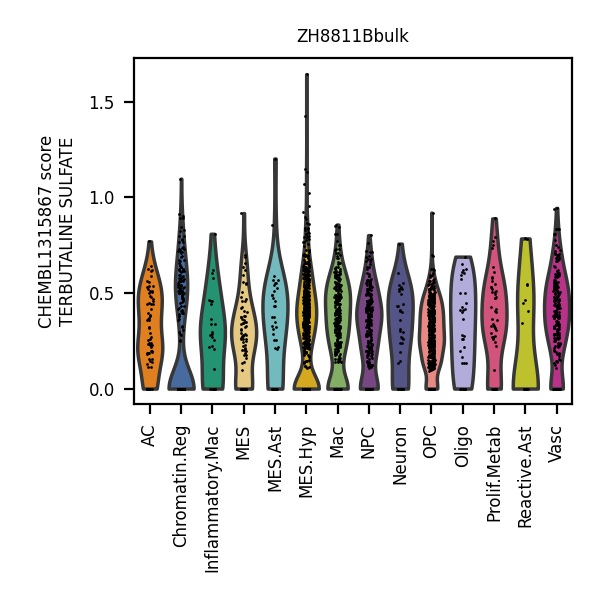 ZH8811Bbulk
CHEMBL1315867 score
TERBUTALINE SULFATE
1.5
1.0
0.5
0.0
AC
Chromatin.Reg
Inflammatory.Mac
MES
MES.Ast
MES.Hyp
Mac
NPC
Neuron
OPC
Oligo
Prolif.Metab
Reactive.Ast
Vasc